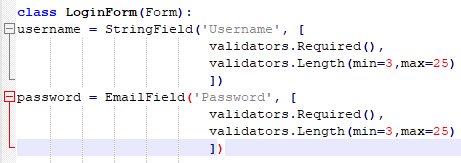 class LoginForm(Form):
username = StringField('Username', [
validators.Required(),
validators.Length(min=3,max=25)
])
password = EmailField('Password', [
validators.Required(),
validators.Length(min=3,max=25)
])